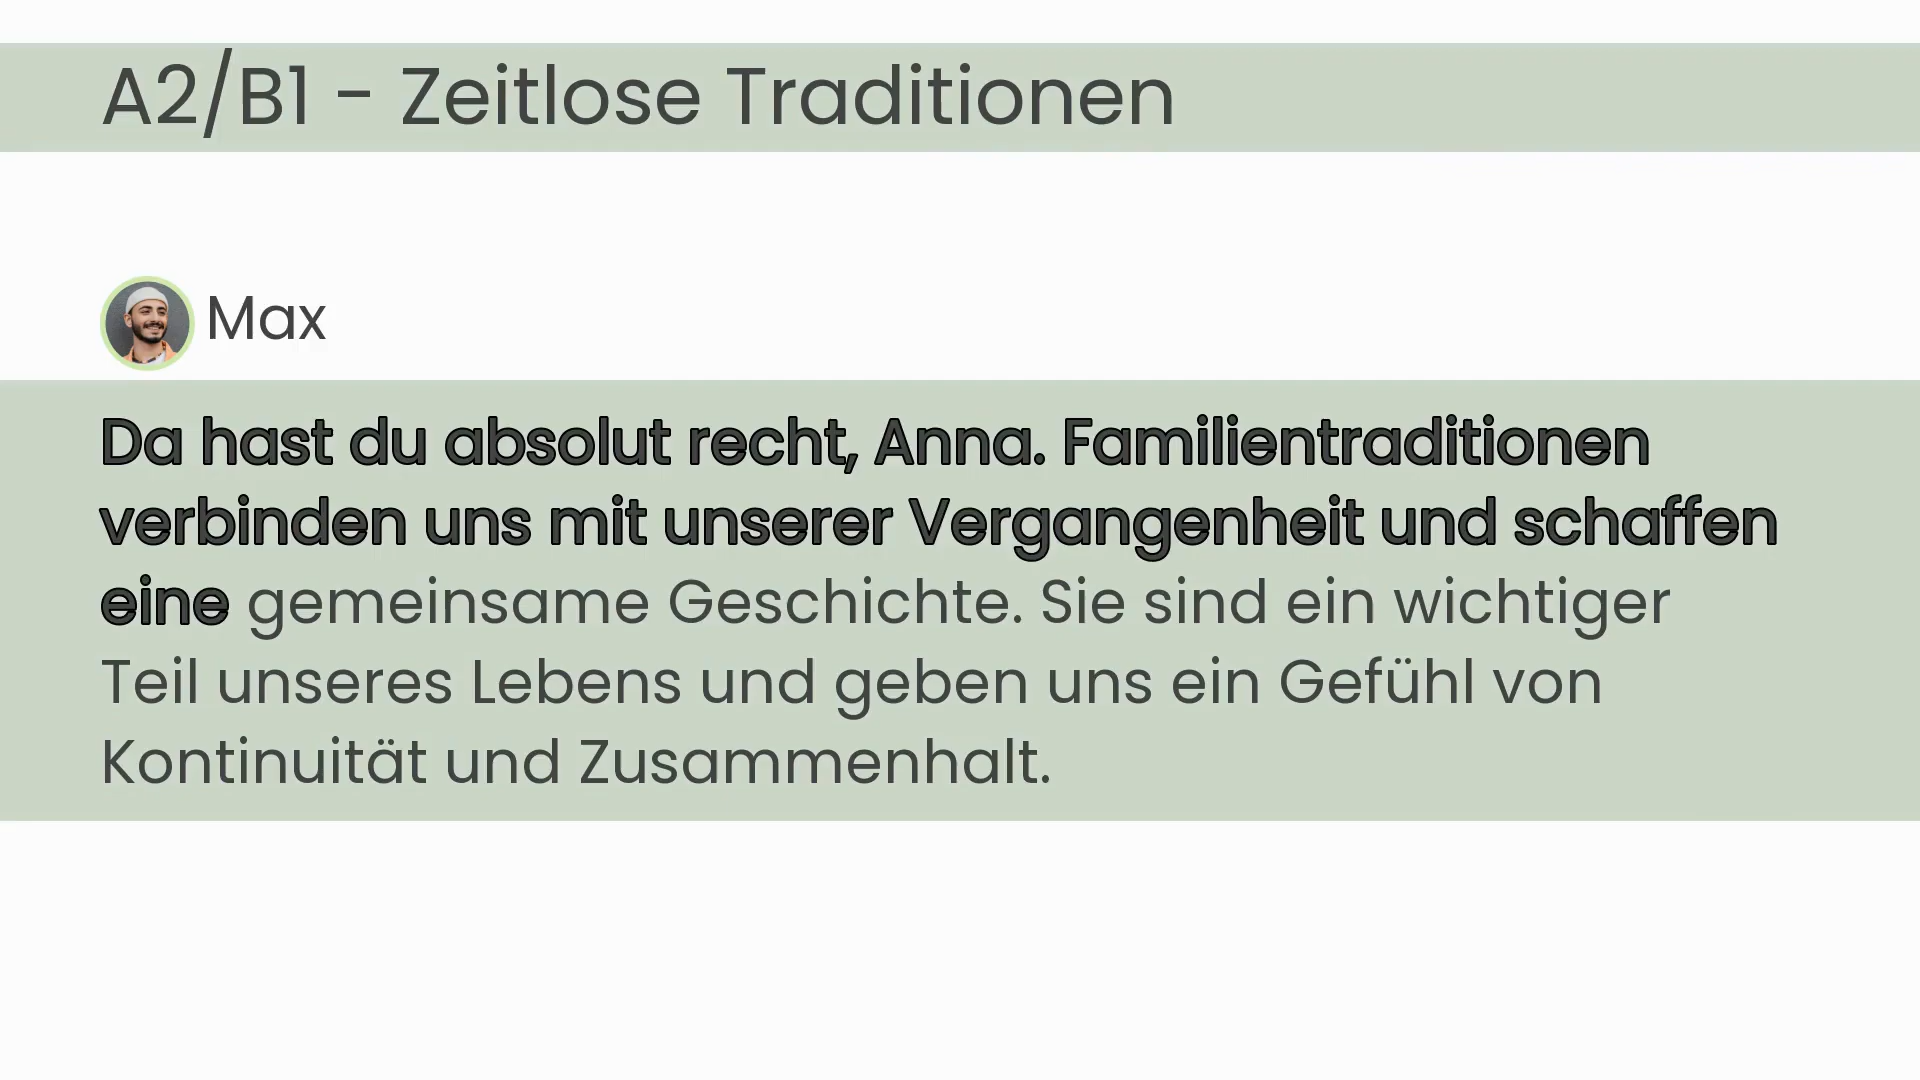 A2/B1 - Zeitlose Traditionen
Max
Da hast du absolut recht, Anna. Familientraditionen
verbinden uns mit unserer Vergangenheit und schaffen
eine gemeinsame Geschichte. Sie sind ein wichtiger
Teil unseres Lebens und geben uns ein Gefühl von
Kontinuität und Zusammenhalt.